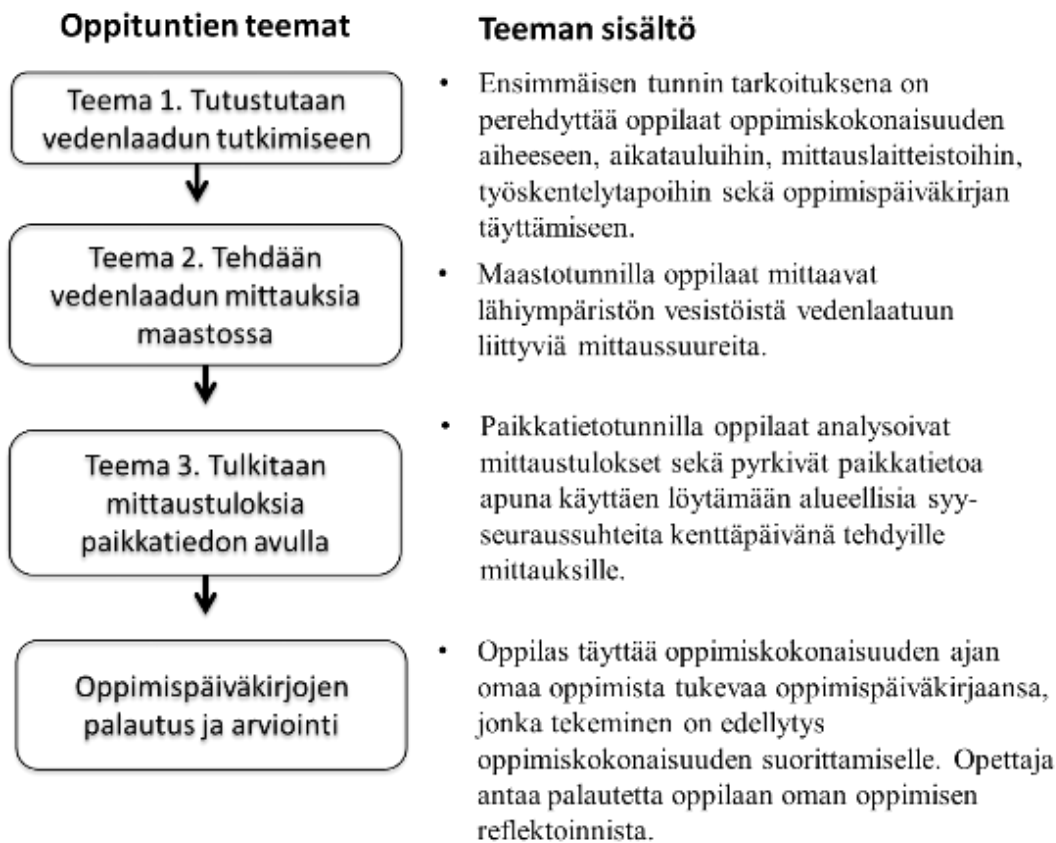 Oppituntien teemat
Teeman sisältö
Teema 1. Tutustutaan
vedenlaadun tutkimiseen
• Ensimmäisen tunnin tarkoituksena on
perehdyttää oppilaat oppimiskokonaisuuden
aiheeseen, aikatauluihin, mittauslaitteistoihin,
työskentelytapoihin sekä oppimispäiväkirjan
täyttämiseen.
Teema 2. Tehdään
vedenlaadun mittauksia
maastossa
• Maastotunnilla oppilaat mittaavat
lähiympäristön vesistöistä vedenlaatuun
liittyviä mittaussuureita.
Teema 3. Tulkitaan
mittaustuloksia
paikkatiedon avulla
• Paikkatietotunnilla oppilaat analysoivat
mittaustulokset sekä pyrkivät paikkatietoa
apuna käyttäen löytämään alueellisia syy-
seuraussuhteita kenttäpäivänä tehdyille
mittauksille.
Oppimispäiväkirjojen
palautus ja arviointi
• Oppilas täyttää oppimiskokonaisuuden ajan
omaa oppimista tukevaa oppimispäiväkirjaansa,
jonka tekeminen on edellytys
oppimiskokonaisuuden suorittamiselle. Opettaja
antaa palautetta oppilaan oman oppimisen
reflektoinnista.